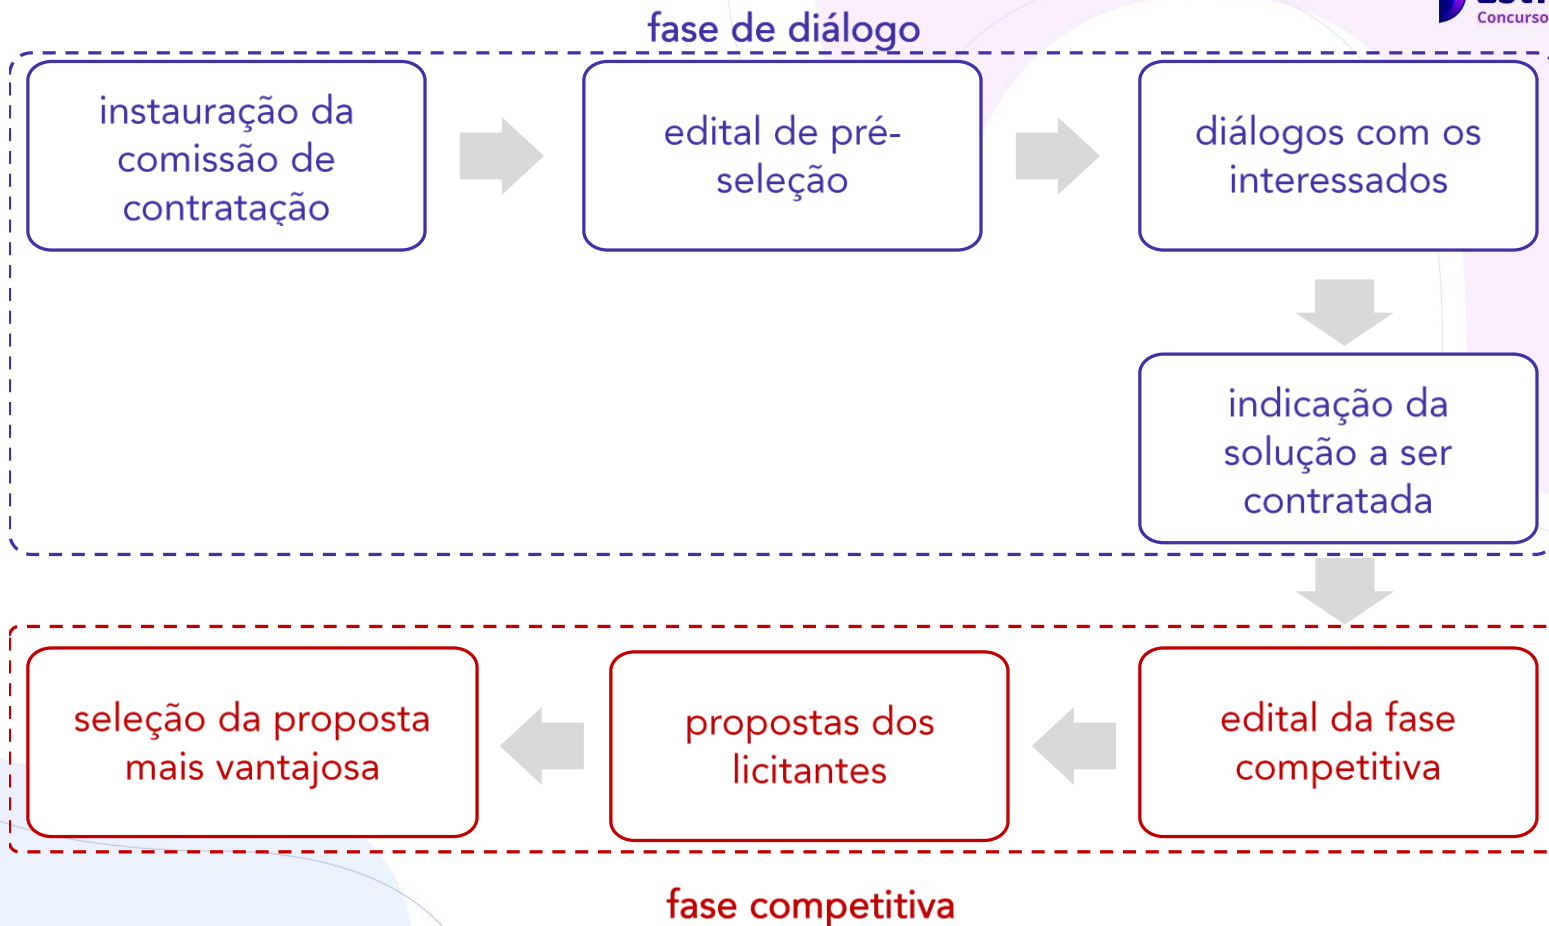 fase de diálogo
Concurso
instauração da
comissão de
contratação
edital de pré-
seleção
diálogos com os
interessados
indicação da
solução a ser
contratada
edital da fase
competitiva
propostas dos
licitantes
seleção da proposta
mais vantajosa
fase competitiva